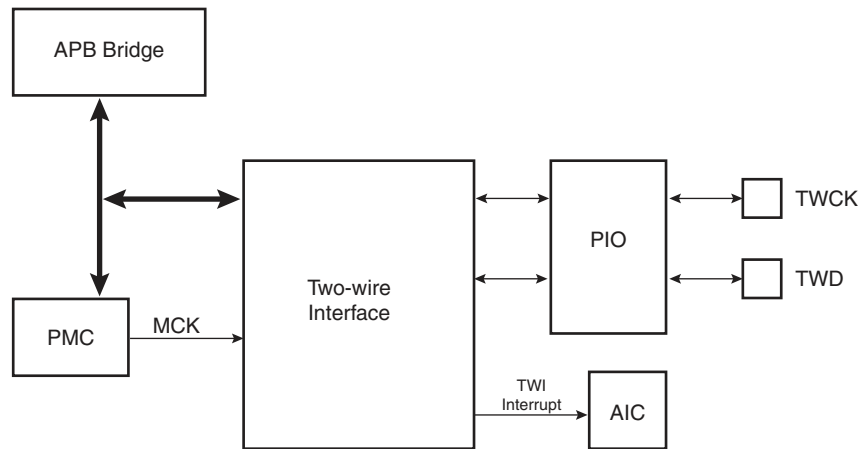 APB Bridge
TWCK
PIO
Two-wire
Interface
TWD
MCK
PMC
TWI
Interrupt
AIC